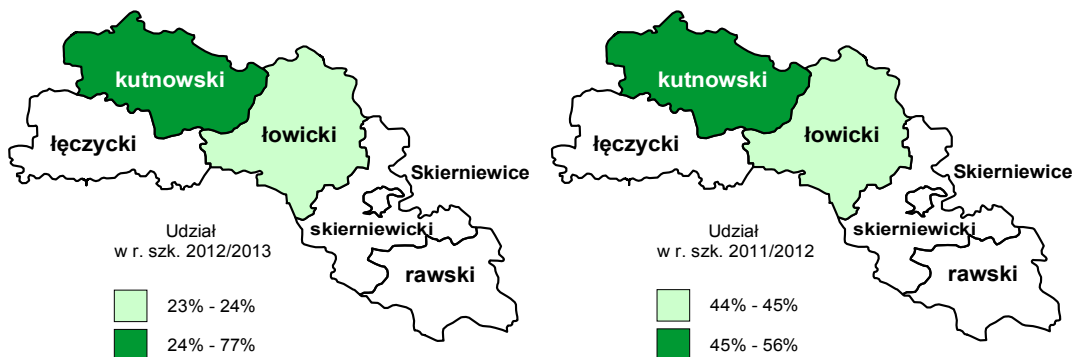 kutnowski
łowicki
łęczycki
Skierniewice
skierniewicki
rawski
Udział
w r. szk. 2012/2013
23% - 24%
24% - 77%
kutnowski
łowicki
łęczycki
Skierniewice
skierniewicki
rawski
Udział
w r. szk. 2011/2012
44% - 45%
45% - 56%